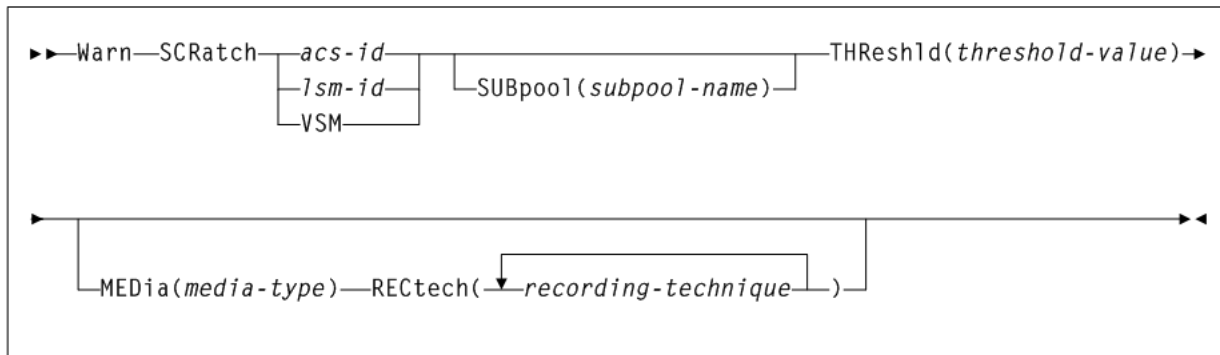 Warn SCRatch acs-id THReshld(threshold-value)
lsm-id SUBpool(subpool-name)
VSM
MEDia(media-type) RECtech( recording-technique )